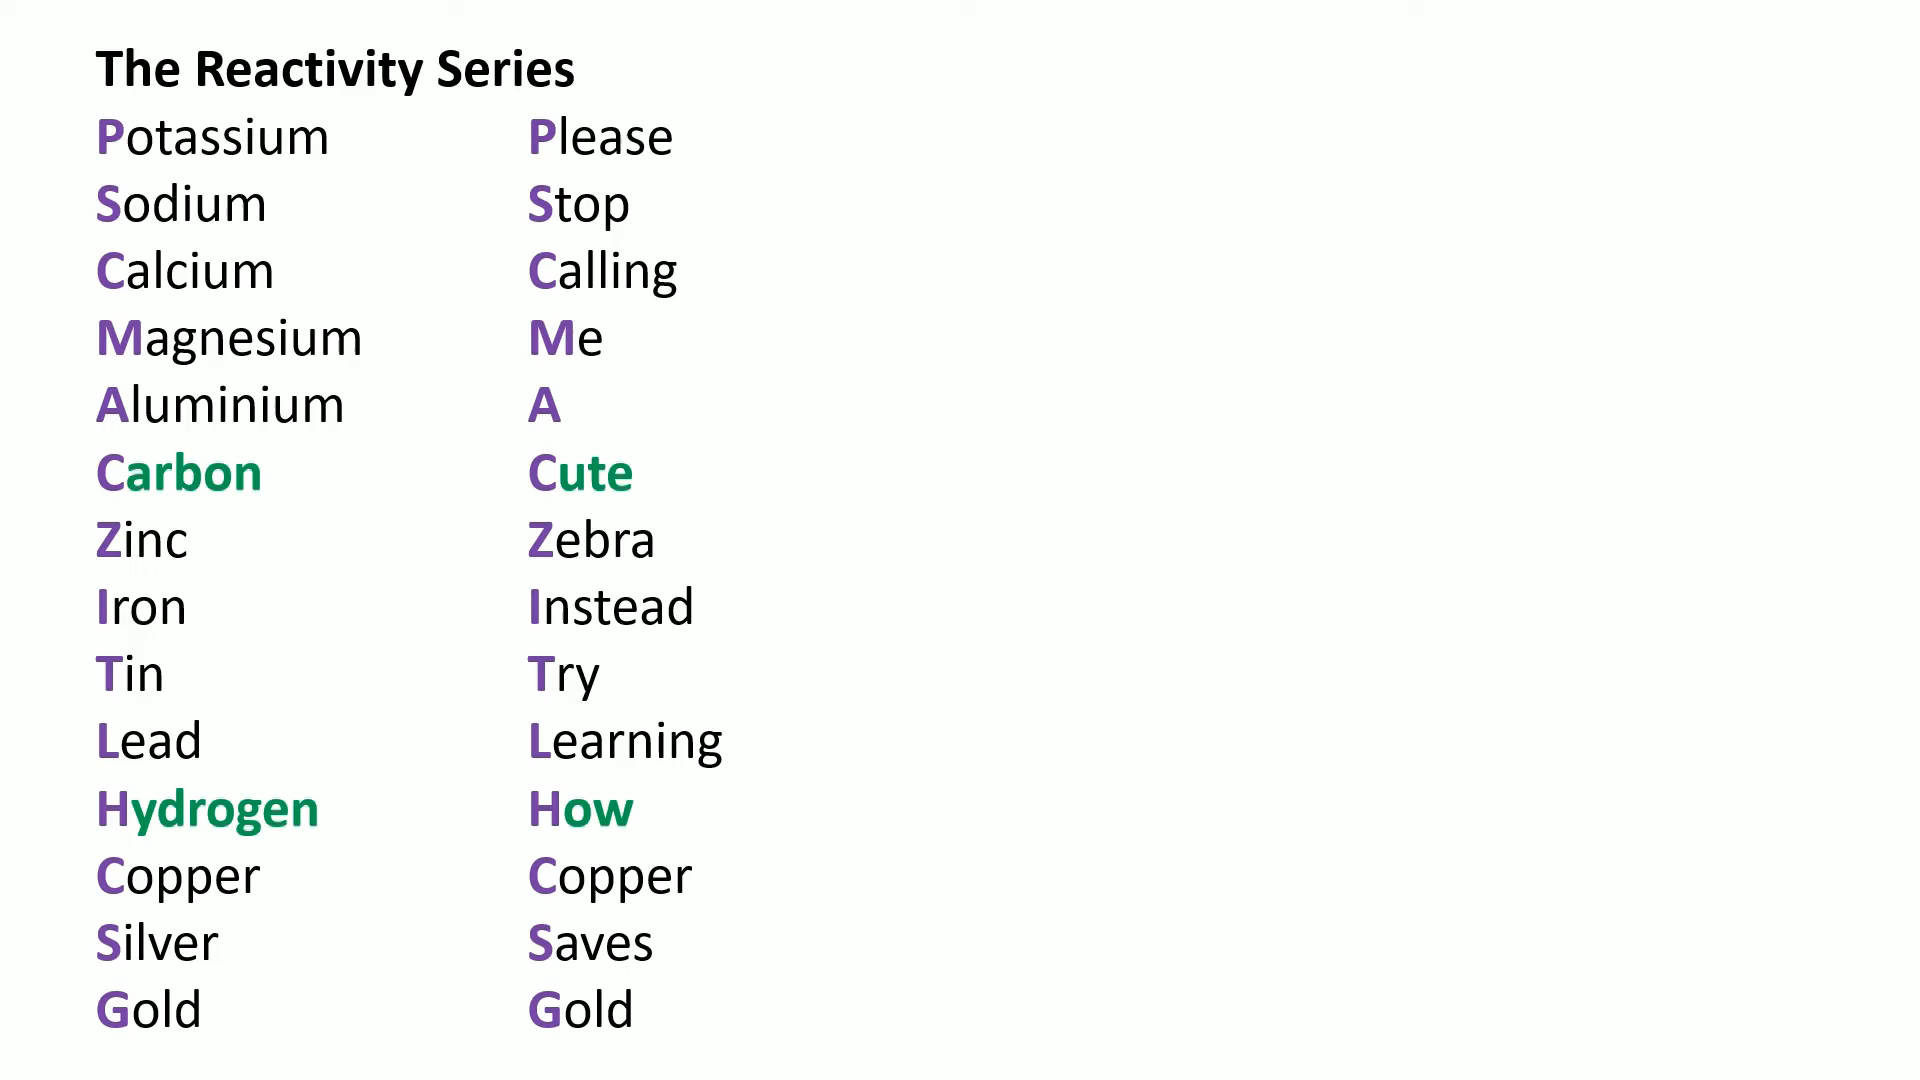 The Reactivity Series
Potassium Please
Sodium Stop
Calcium Calling
Magnesium Me
Aluminium A
Carbon Cute
Zinc Zebra
Iron Instead
Tin Try
Lead Learning
Hydrogen How
Copper Copper
Silver Saves
Gold Gold